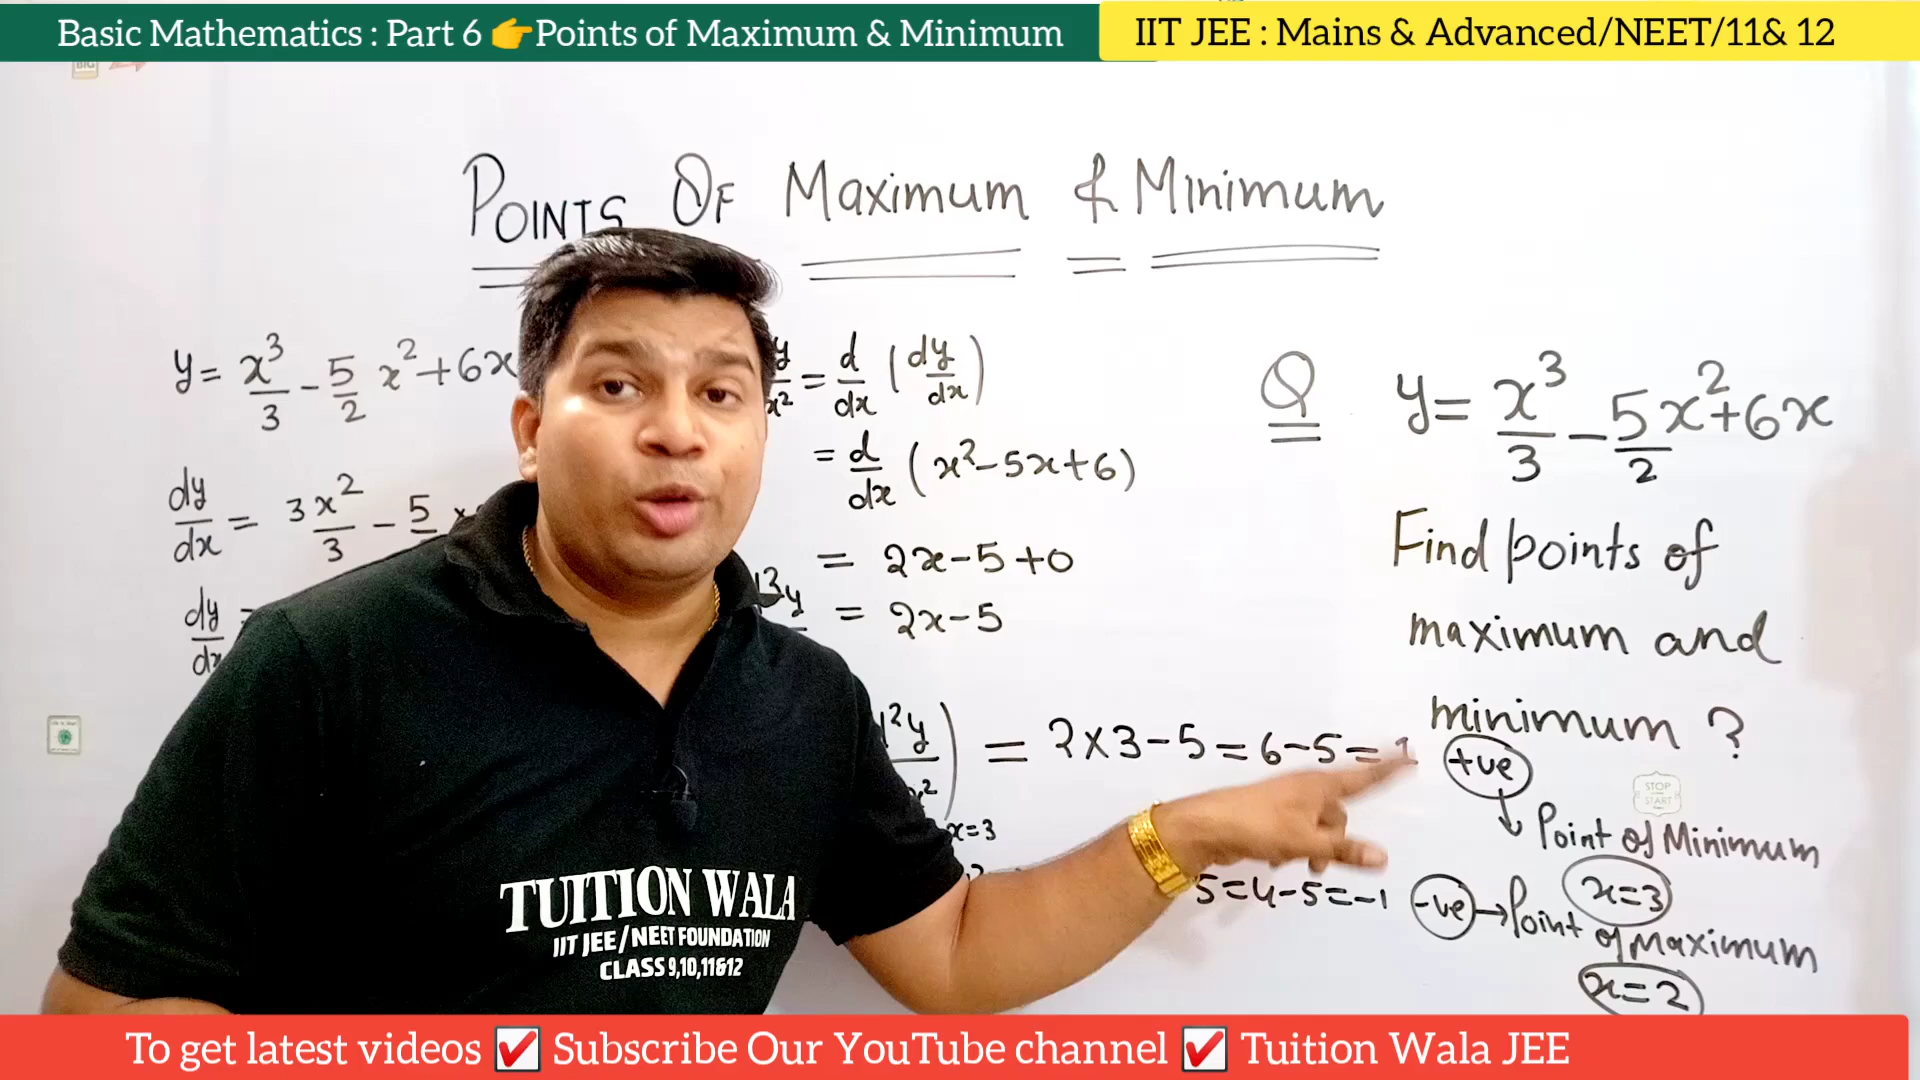 Basic Mathematics : Part 6 👉Points of Maximum & Minimum
IIT JEE : Mains & Advanced/NEET/11& 12
POINTS OF MAXIMUM & MINIMUM
y = x³/3 - 5/2 x² + 6x
dy/dx = 3x²/3 - 5/
dy/dx =
= d/dx (dy/dx)
= d/dx (x² - 5x + 6)
= 2x - 5 + 0
= 2x - 5
= 2×3 - 5 = 6 - 5 = 1
x=3
5 = 4 - 5 = -1
Q
y = x³/3 - 5x²/2 + 6x
Find points of
maximum and
minimum ?
+ve
↓ Point of Minimum
x=3
-ve → Point of Maximum
x=2
STOP
START
TUITION WALA
IIT JEE/NEET FOUNDATION
CLASS 9,10,11&12
To get latest videos ✅ Subscribe Our YouTube channel ✅ Tuition Wala JEE